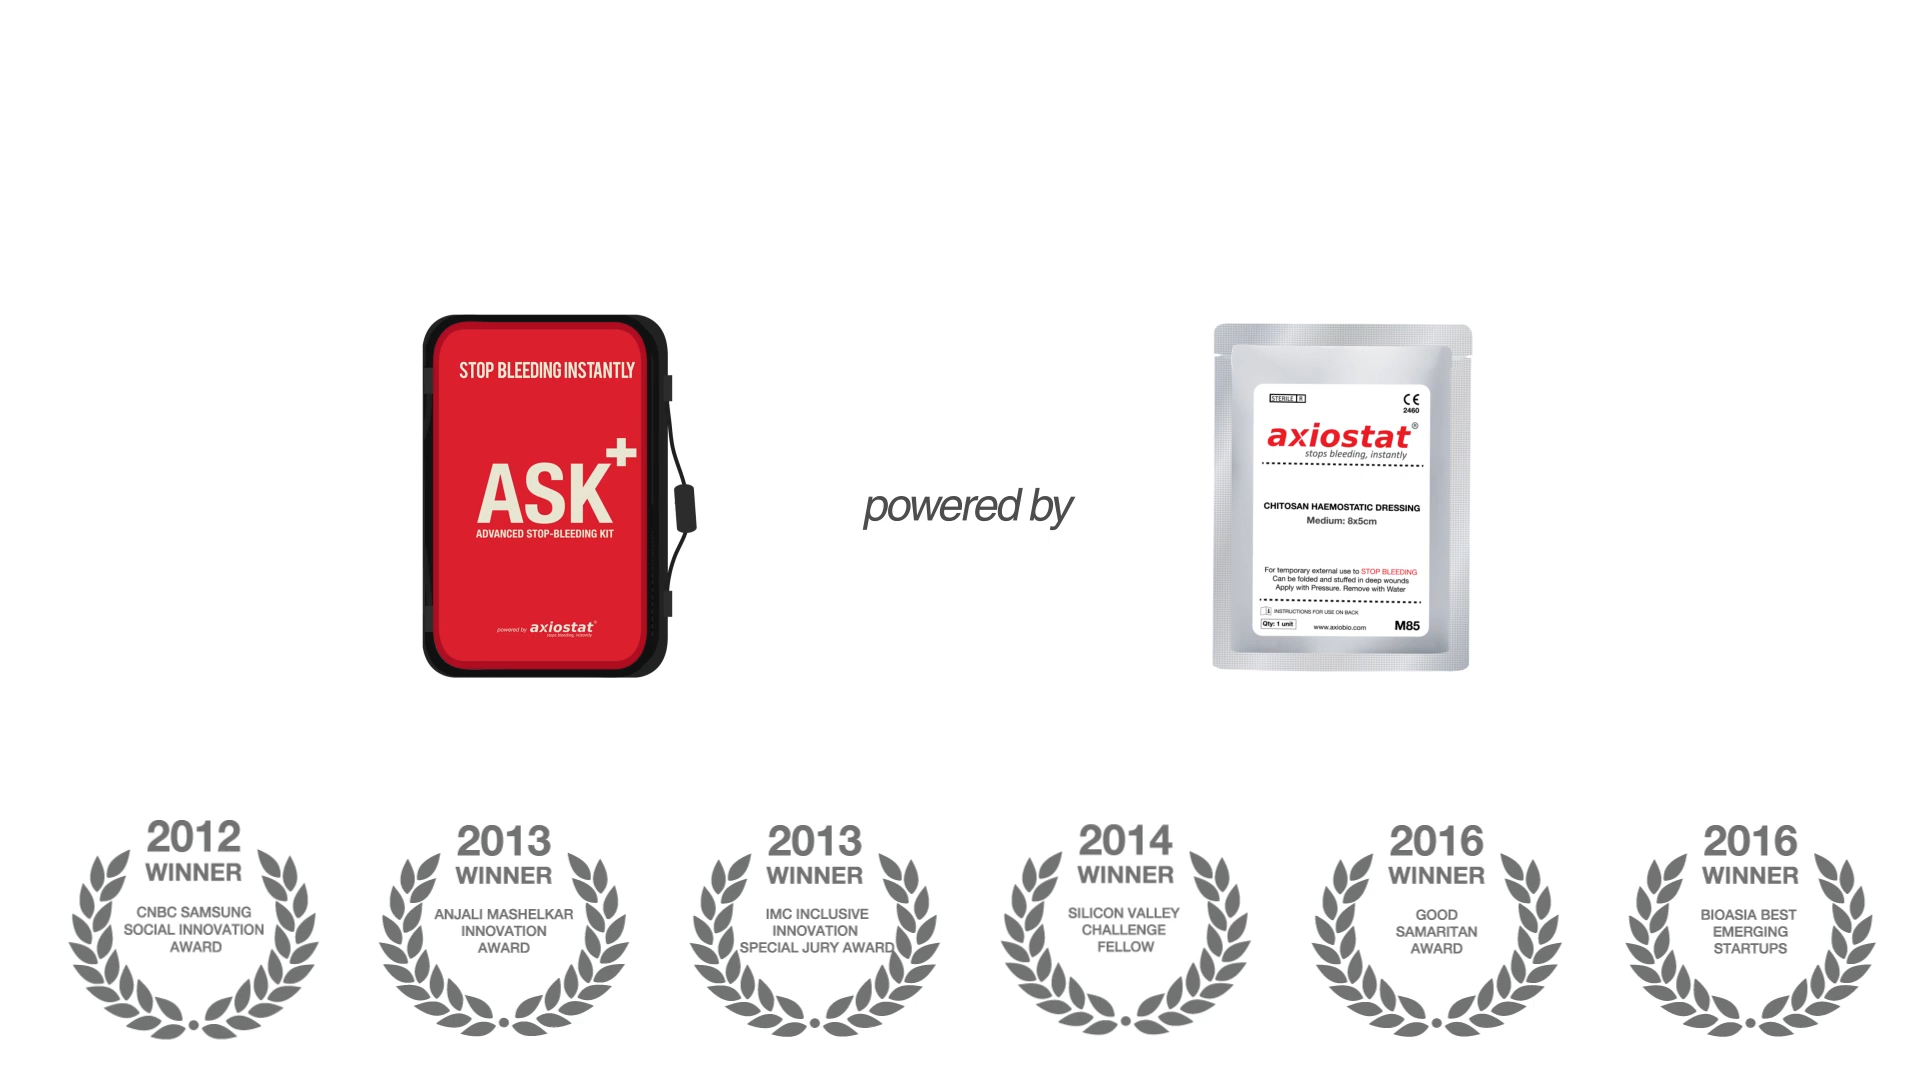 STOP BLEEDING INSTANTLY
ASK+
ADVANCED STOP-BLEEDING KIT
powered by axiostat®
stops bleeding, instantly
powered by
STERILE R
CE
2460
axiostat®
stops bleeding, instantly
CHITOSAN HAEMOSTATIC DRESSING
Medium: 8x5cm
For temporary external use to STOP BLEEDING
Can be folded and stuffed in deep wounds
Apply with Pressure. Remove with Water
INSTRUCTIONS FOR USE ON BACK
Qty: 1 unit
www.axiobio.com
M85
2012
WINNER
CNBC SAMSUNG
SOCIAL INNOVATION
AWARD
2013
WINNER
ANJALI MASHELKAR
INNOVATION
AWARD
2013
WINNER
IMC INCLUSIVE
INNOVATION
SPECIAL JURY AWARD
2014
WINNER
SILICON VALLEY
CHALLENGE
FELLOW
2016
WINNER
GOOD
SAMARITAN
AWARD
2016
WINNER
BIOASIA BEST
EMERGING
STARTUPS